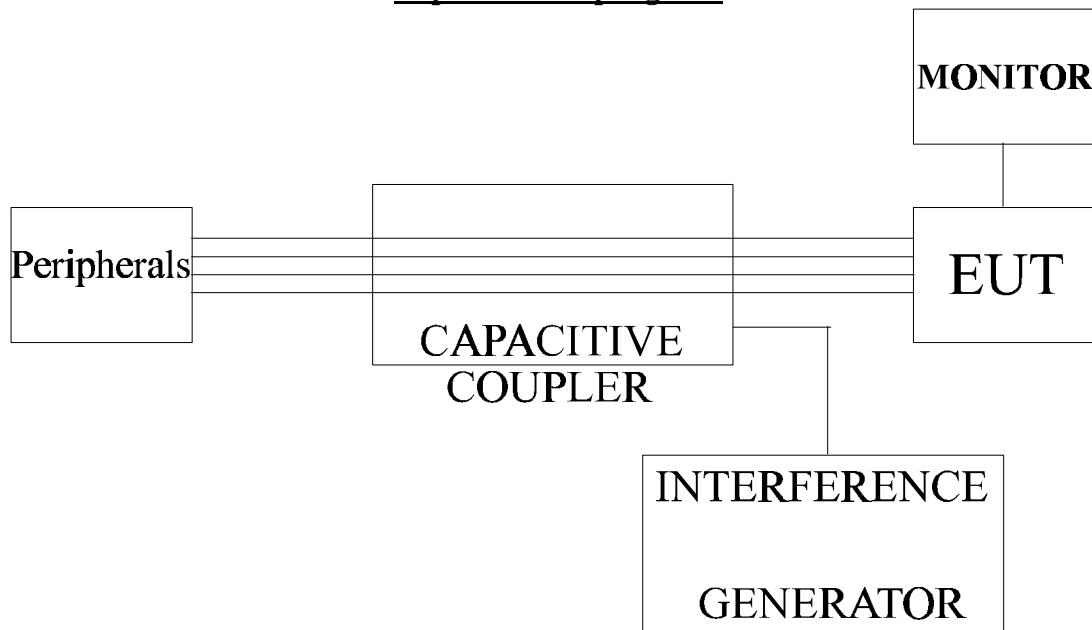 MONITOR
Peripherals
EUT
CAPACITIVE
COUPLER
INTERFERENCE
GENERATOR